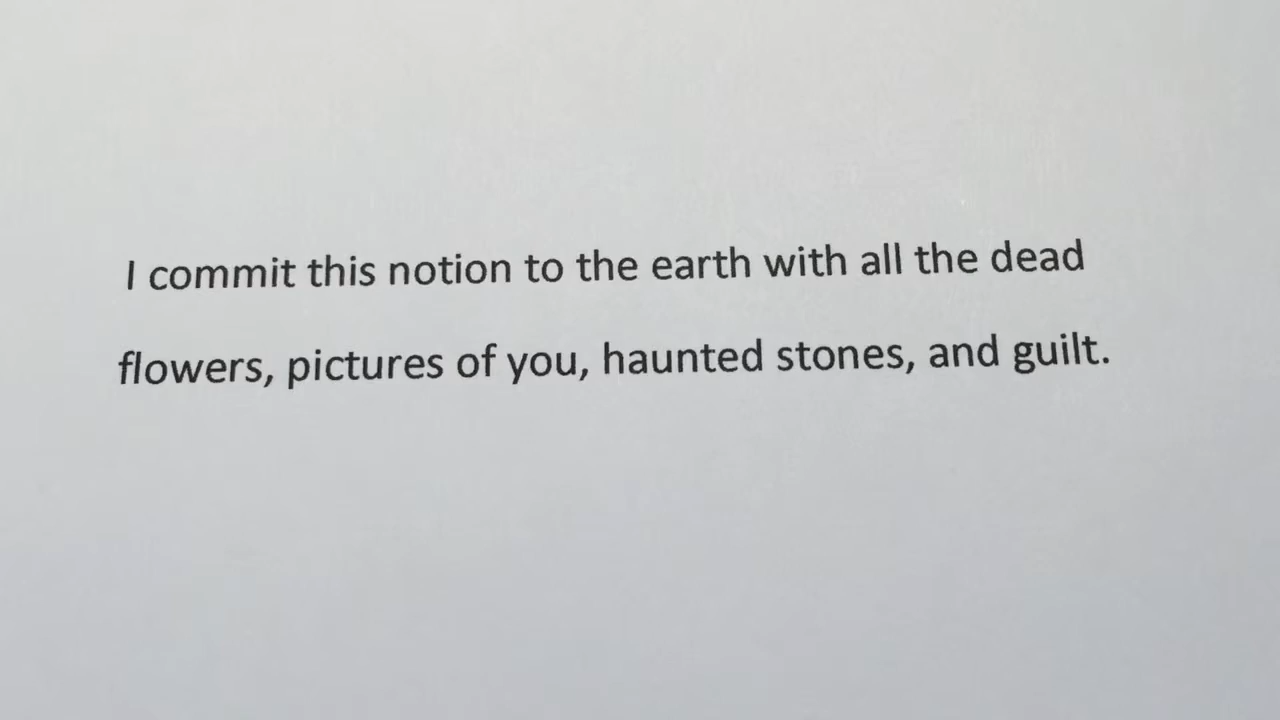 I commit this notion to the earth with all the dead
flowers, pictures of you, haunted stones, and guilt.